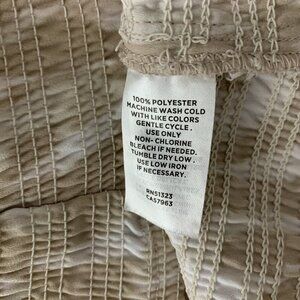 100% POLYESTER
MACHINE WASH COLD
WITH LIKE COLORS
GENTLE CYCLE.
USE ONLY
NON- CHLORINE
BLEACH IF NEEDED.
TUMBLE DRY LOW.
USE LOW IRON
IF NECESSARY.
RN51323
CA57963